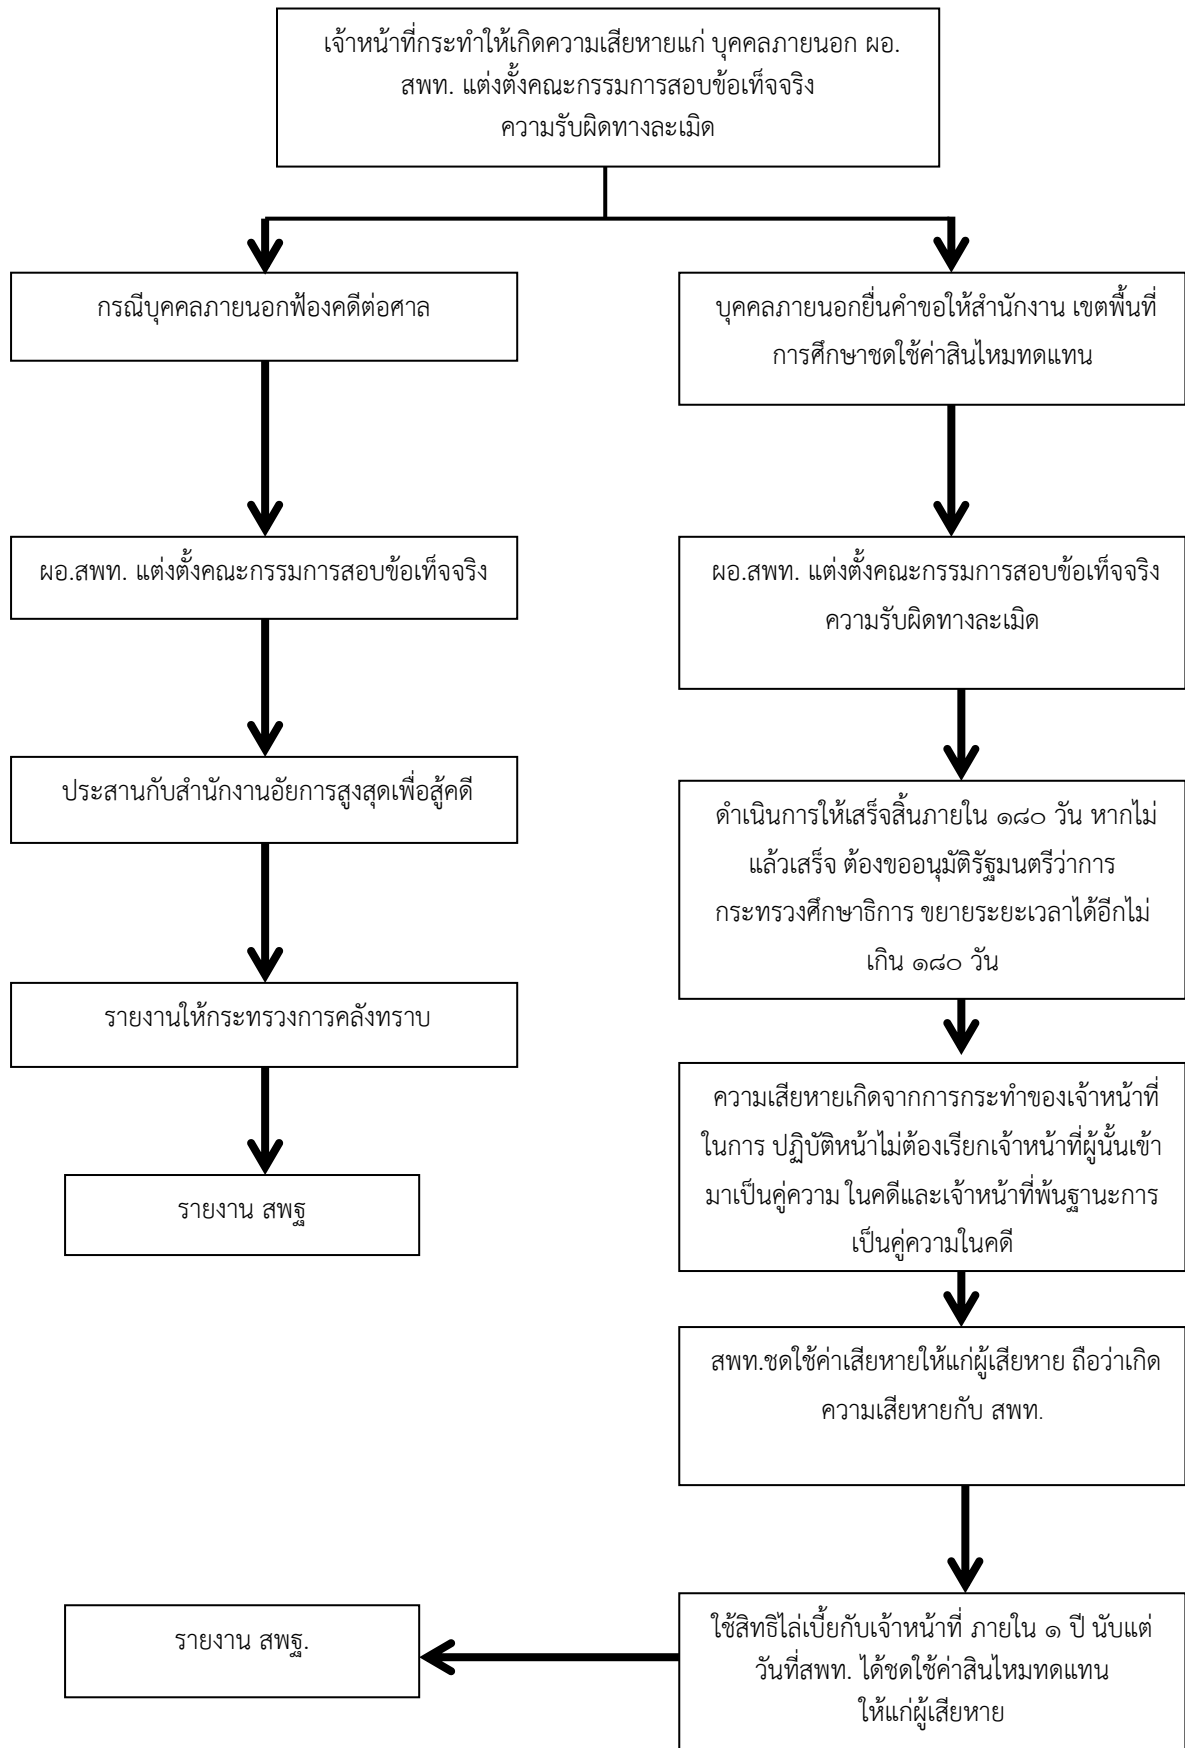 เจ้าหน้าที่กระทำให้เกิดความเสียหายแก่ บุคคลภายนอก ผอ.
สพท. แต่งตั้งคณะกรรมการสอบข้อเท็จจริง
ความรับผิดทางละเมิด
กรณีบุคคลภายนอกฟ้องคดีต่อศาล
ผอ.สพท. แต่งตั้งคณะกรรมการสอบข้อเท็จจริง
ประสานกับสำนักงานอัยการสูงสุดเพื่อสู้คดี
รายงานให้กระทรวงการคลังทราบ
รายงาน สพฐ
บุคคลภายนอกยื่นคำขอให้สำนักงาน เขตพื้นที่
การศึกษาชดใช้ค่าสินไหมทดแทน
ผอ.สพท. แต่งตั้งคณะกรรมการสอบข้อเท็จจริง
ความรับผิดทางละเมิด
ดำเนินการให้เสร็จสิ้นภายใน ๑๘๐ วัน หากไม่
แล้วเสร็จ ต้องขออนุมัติรัฐมนตรีว่าการ
กระทรวงศึกษาธิการ ขยายระยะเวลาได้อีกไม่
เกิน ๑๘๐ วัน
ความเสียหายเกิดจากการกระทำของเจ้าหน้าที่
ในการ ปฏิบัติหน้าไม่ต้องเรียกเจ้าหน้าที่ผู้นั้นเข้า
มาเป็นคู่ความ ในคดีและเจ้าหน้าที่พ้นฐานะการ
เป็นคู่ความในคดี
สพท.ชดใช้ค่าเสียหายให้แก่ผู้เสียหาย ถือว่าเกิด
ความเสียหายกับ สพท.
ใช้สิทธิไล่เบี้ยกับเจ้าหน้าที่ ภายใน ๑ ปี นับแต่
วันที่สพท. ได้ชดใช้ค่าสินไหมทดแทน
ให้แก่ผู้เสียหาย
รายงาน สพฐ.